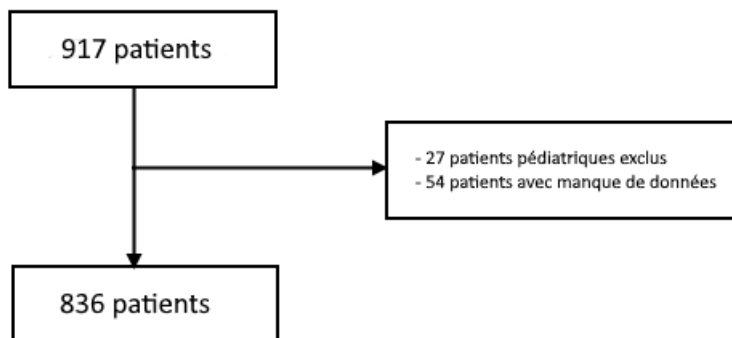 917 patients
- 27 patients pédiatriques exclus
- 54 patients avec manque de données
836 patients